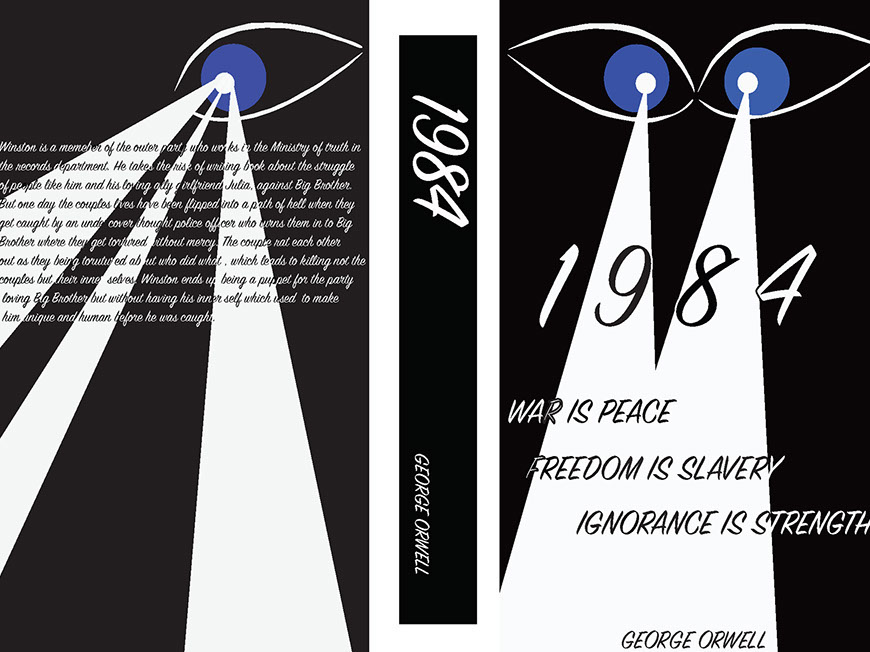 Winston is a memeber of the outer party who works in the Ministry of truth in
the records department. He takes the risk of writing book about the struggle
of people like him and his loving ally girlfriend Julia, against Big Brother.
But one day the couples lives have been flipped into a path of hell when they
get caught by an under cover thought police officer who turns them in to Big
Brother where they get tortured without mercy. The couple rat each other
out as they being torutured about who did what , which leads to killing not the
couples but their inner selves. Winston ends up being a puppet for the party
loving Big Brother but without having his inner self which used to make
him unique and human before he was caught.
1984
GEORGE ORWELL
1984
WAR IS PEACE
FREEDOM IS SLAVERY
IGNORANCE IS STRENGTH
GEORGE ORWELL